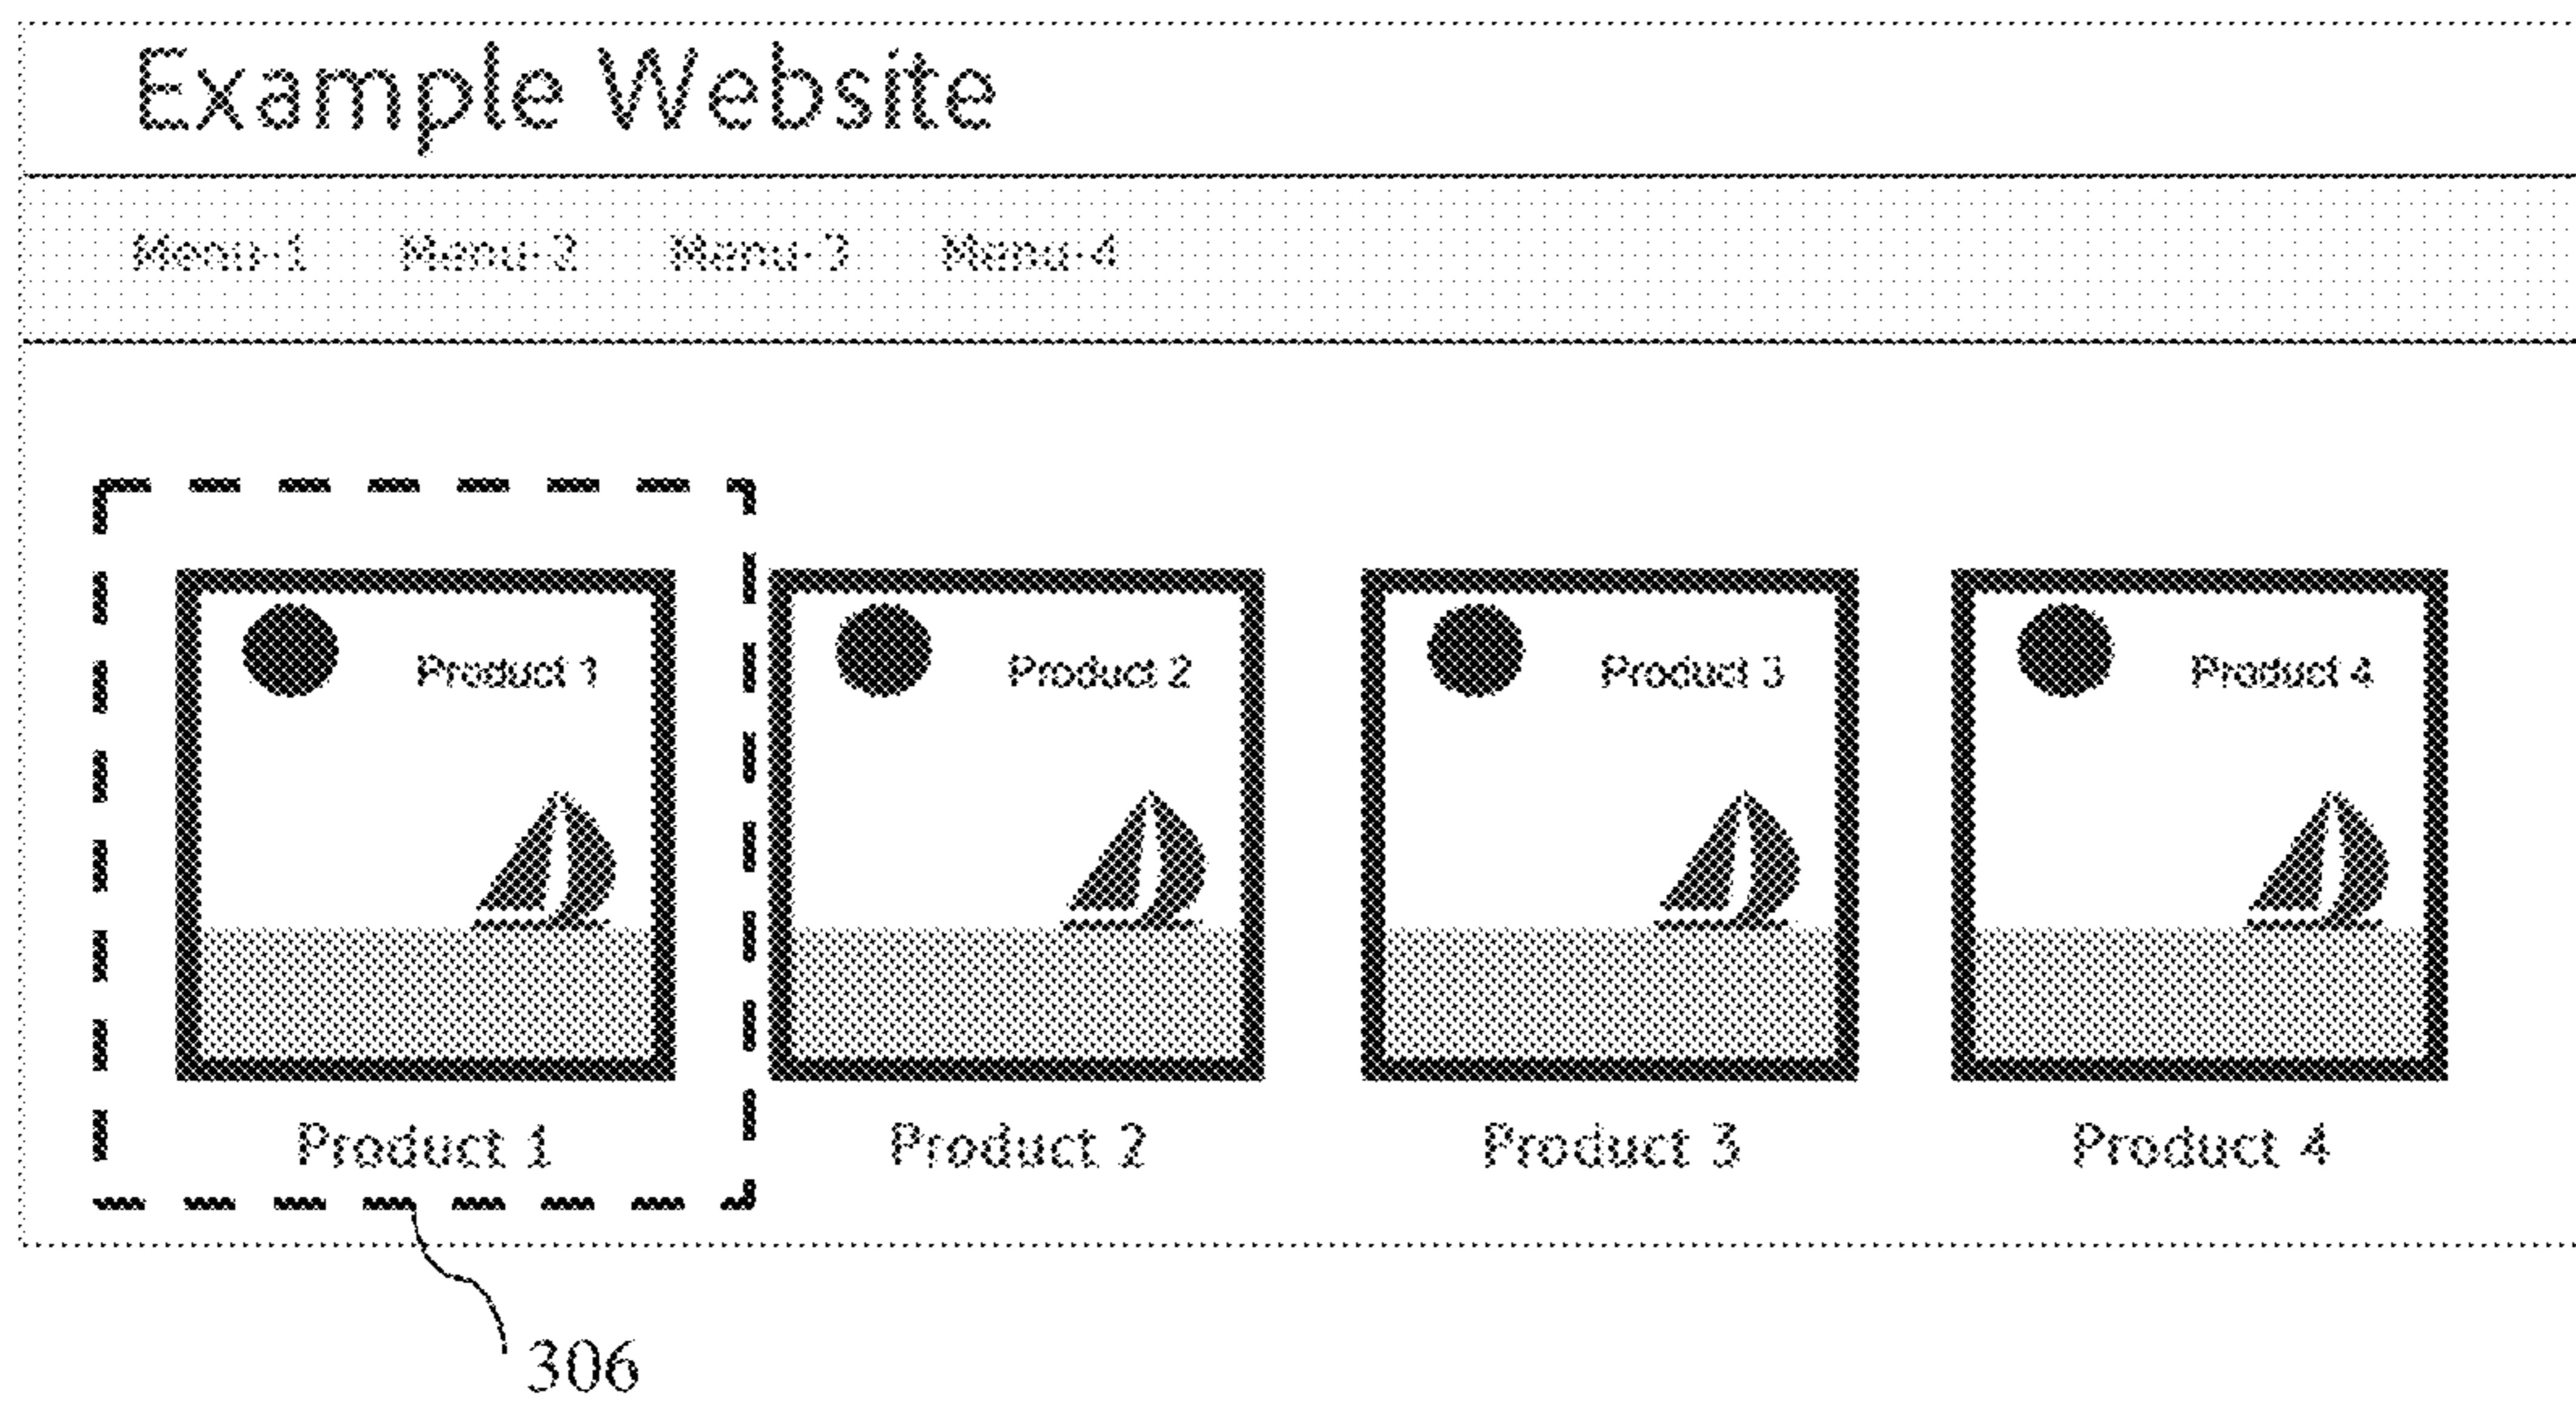 Example Website
Menu-1 Menu-2 Menu-3 Menu-4
Product 1 Product 2 Product 3 Product 4
Product 1 Product 2 Product 3 Product 4
306